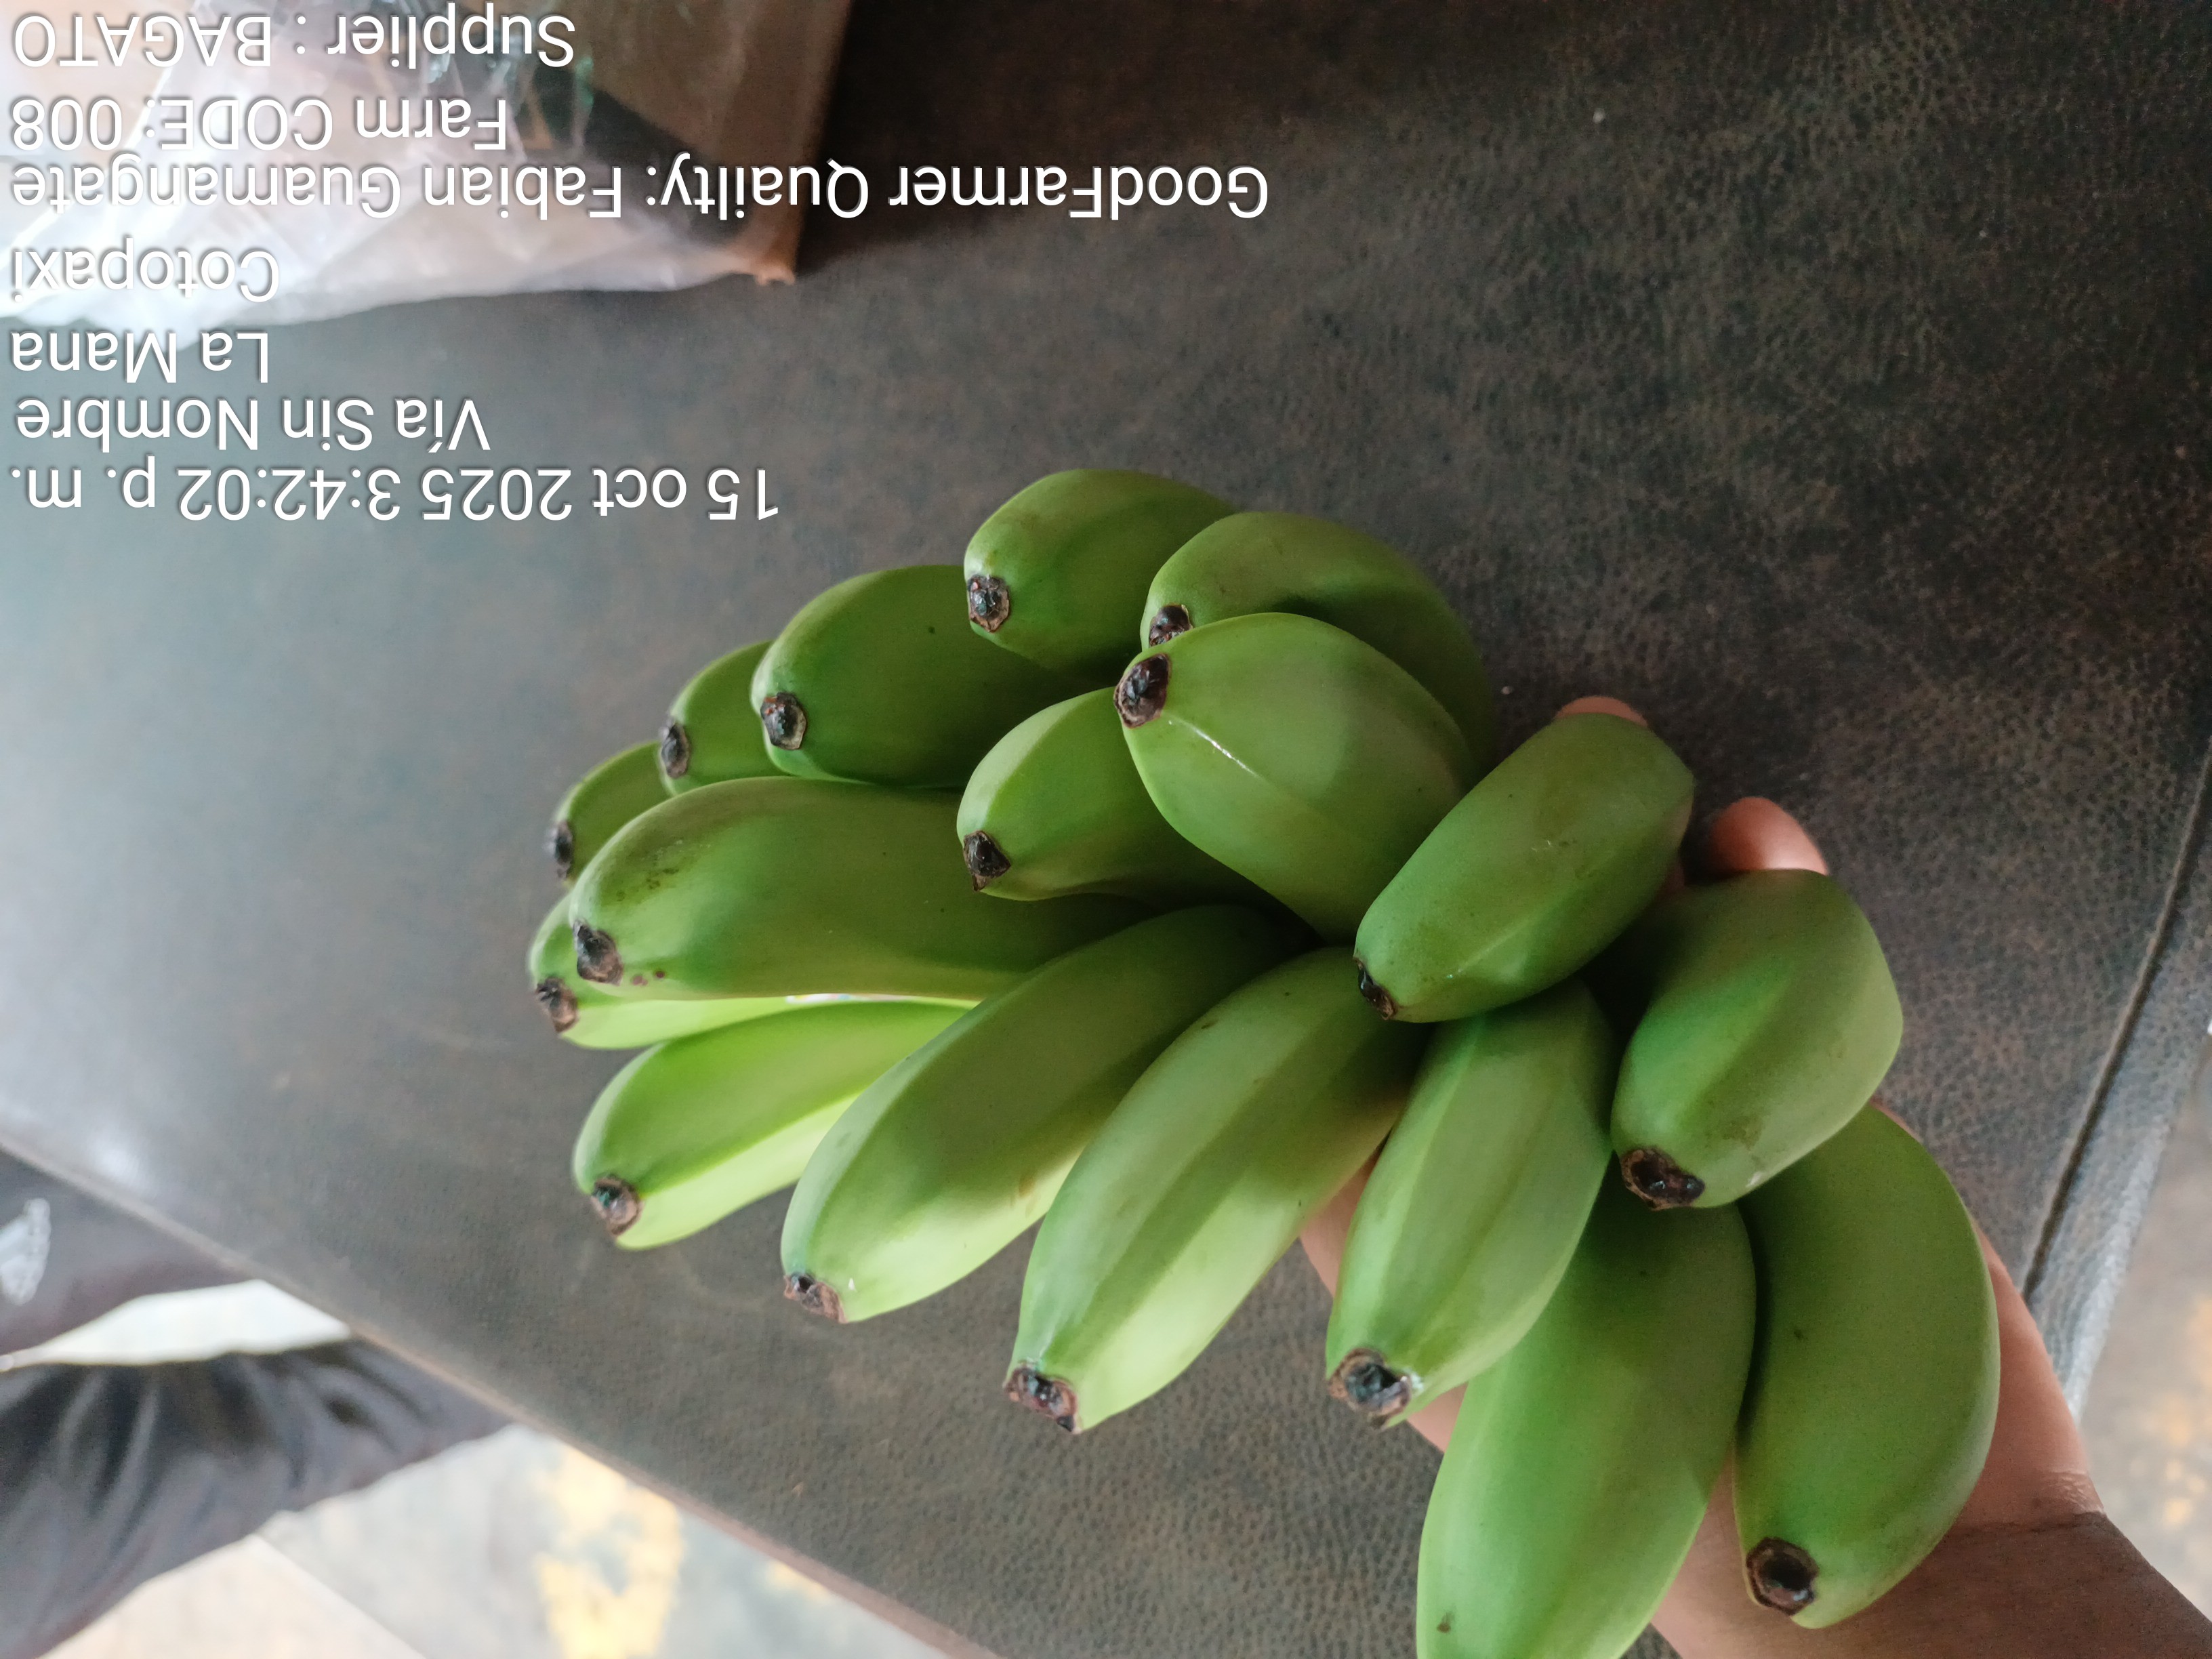 15 oct 2025 3:42:02 p. m.
Vía Sin Nombre
La Mana
Cotopaxi
GoodFarmer Quailty: Fabian Guamangate
Farm CODE: 008
Supplier : BAGATO